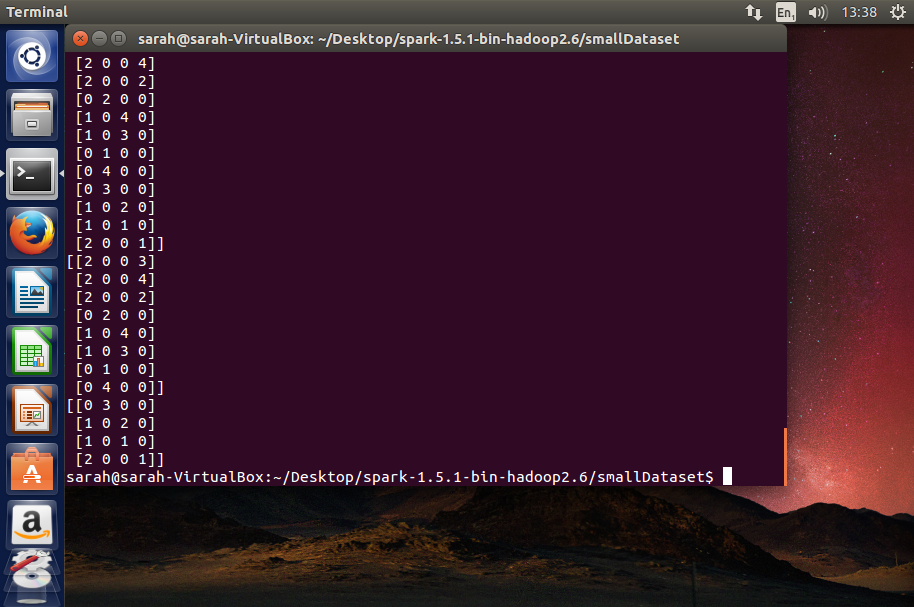 Terminal
En1
13:38
sarah@sarah-VirtualBox: ~/Desktop/spark-1.5.1-bin-hadoop2.6/smallDataset
[2 0 0 4]
[2 0 0 2]
[0 2 0 0]
[1 0 4 0]
[1 0 3 0]
[0 1 0 0]
[0 4 0 0]
[0 3 0 0]
[1 0 2 0]
[1 0 1 0]
[2 0 0 1]]
[[2 0 0 3]
[2 0 0 4]
[2 0 0 2]
[0 2 0 0]
[1 0 4 0]
[1 0 3 0]
[0 1 0 0]
[0 4 0 0]]
[[0 3 0 0]
[1 0 2 0]
[1 0 1 0]
[2 0 0 1]]
sarah@sarah-VirtualBox:~/Desktop/spark-1.5.1-bin-hadoop2.6/smallDataset$